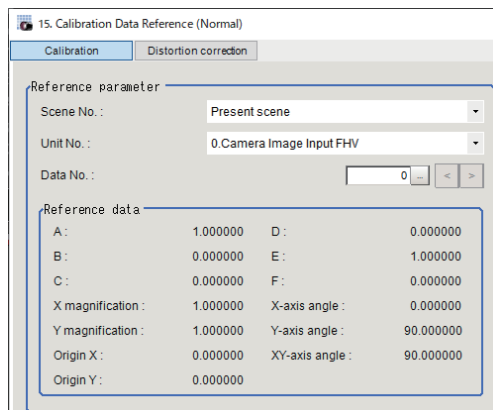 15. Calibration Data Reference (Normal)
Calibration Distortion correction
Reference parameter
Scene No. : Present scene
Unit No. : 0.Camera Image Input FHV
Data No. : 0 ... < >
Reference data
A : 1.000000 D : 0.000000
B : 0.000000 E : 1.000000
C : 0.000000 F : 0.000000
X magnification : 1.000000 X-axis angle : 0.000000
Y magnification : 1.000000 Y-axis angle : 90.000000
Origin X : 0.000000 XY-axis angle : 90.000000
Origin Y : 0.000000